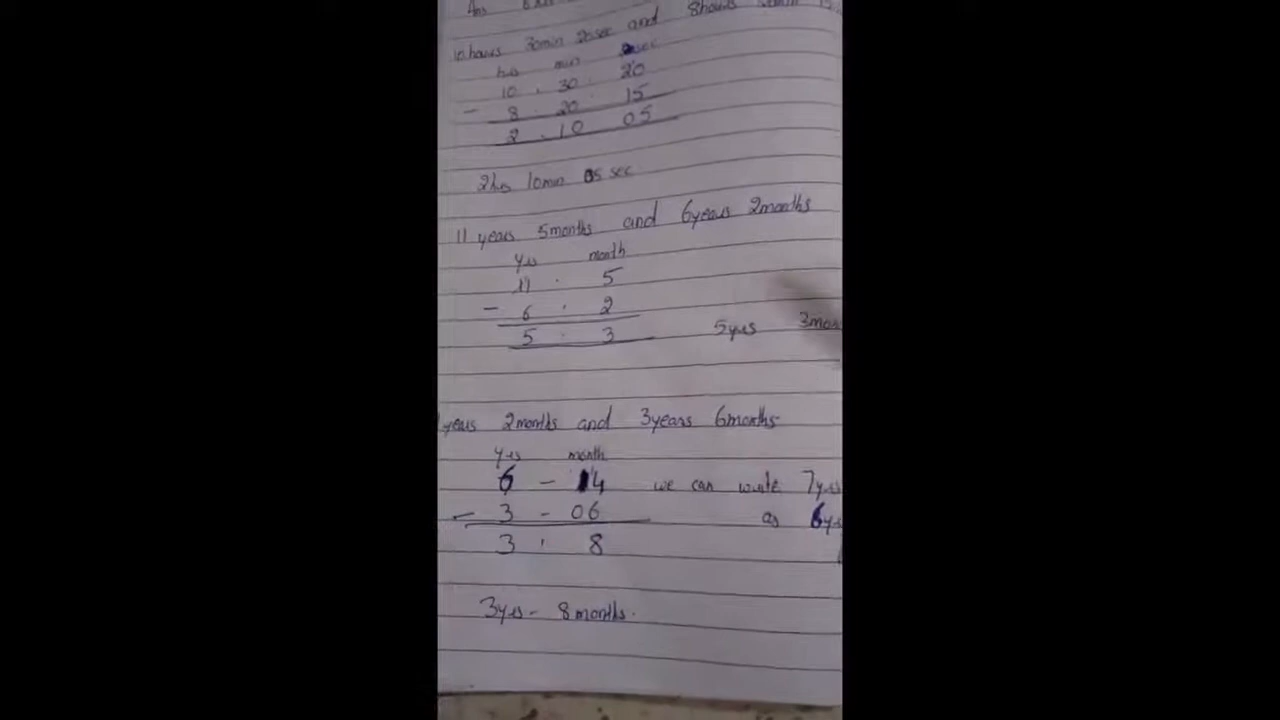 Ans
10 hours 30min 20sec and 8hours
hrs min sec
10 . 30 . 20
- 8 . 20 15
2 . 10 05
2hrs 10min 05 sec
11 years 5months and 6years 2months
yrs month
11 . 5
- 6 . 2
5 . 3 5yrs 3mon
years 2months and 3years 6months
yrs month
6 - 14 we can write 7yrs
- 3 - 06 as 6yrs
3 . 8
3yrs - 8months.